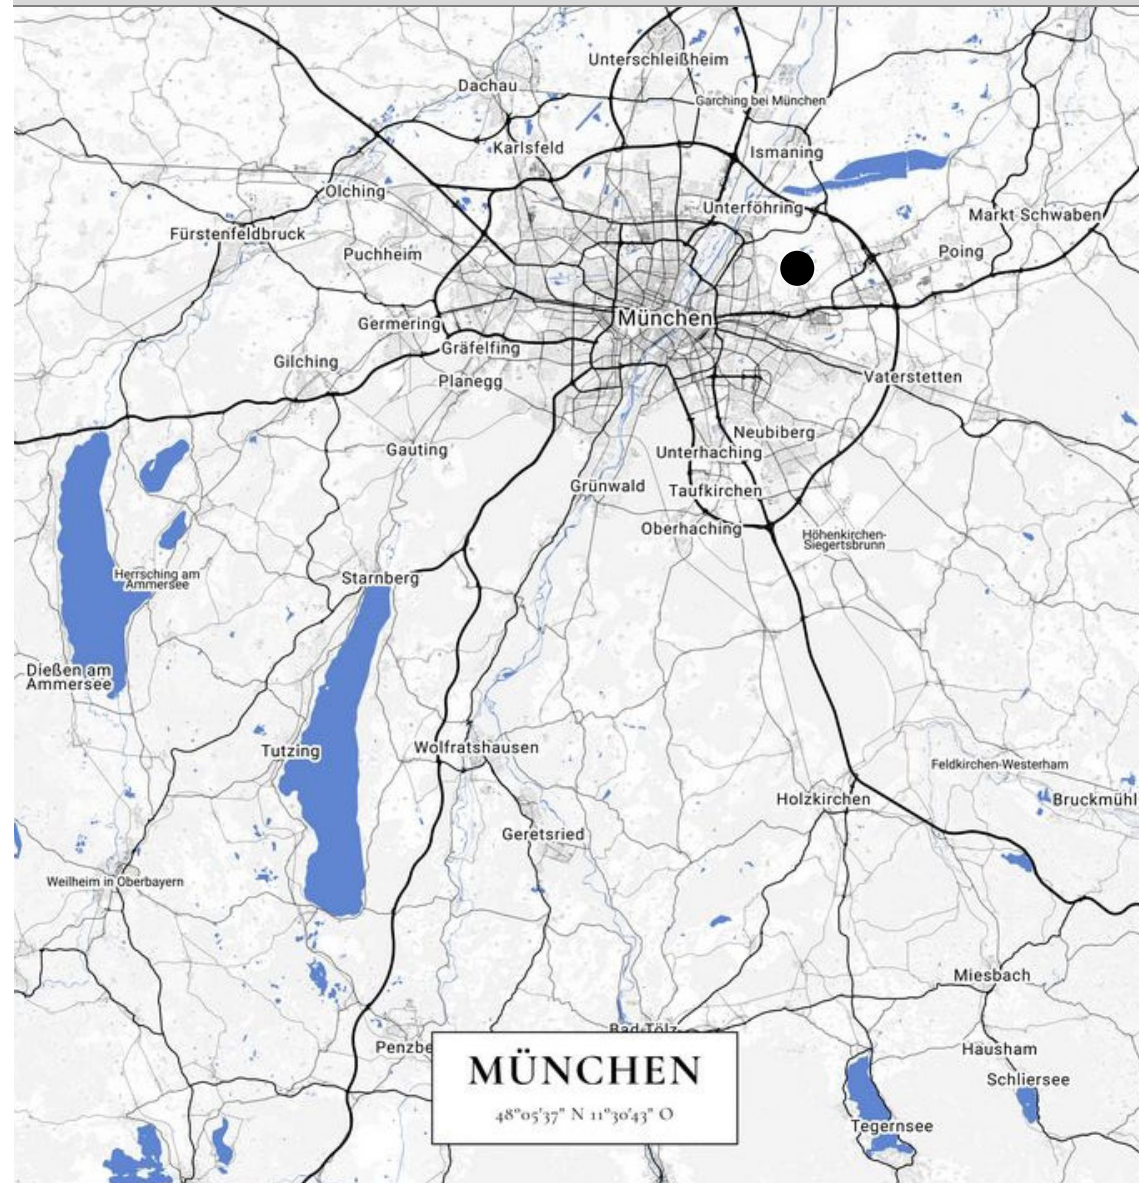 Unterschleißheim
Dachau
Garching bei München
Karlsfeld
Ismaning
Olching
Unterföhring
Markt Schwaben
Fürstenfeldbruck
Puchheim
Poing
München
Germering
Gräfelfing
Gilching
Planegg
Vaterstetten
Neubiberg
Gauting
Unterhaching
Grünwald
Taufkirchen
Oberhaching
Höhenkirchen-
Siegertsbrunn
Herrsching am
Ammersee
Starnberg
Dießen am
Ammersee
Tutzing
Wolfratshausen
Feldkirchen-Westerham
Holzkirchen
Bruckmühl
Geretsried
Weilheim in Oberbayern
Miesbach
Bad Tölz
Penzbe
Hausham
MÜNCHEN
Schliersee
48°05'37" N 11°30'43" O
Tegernsee